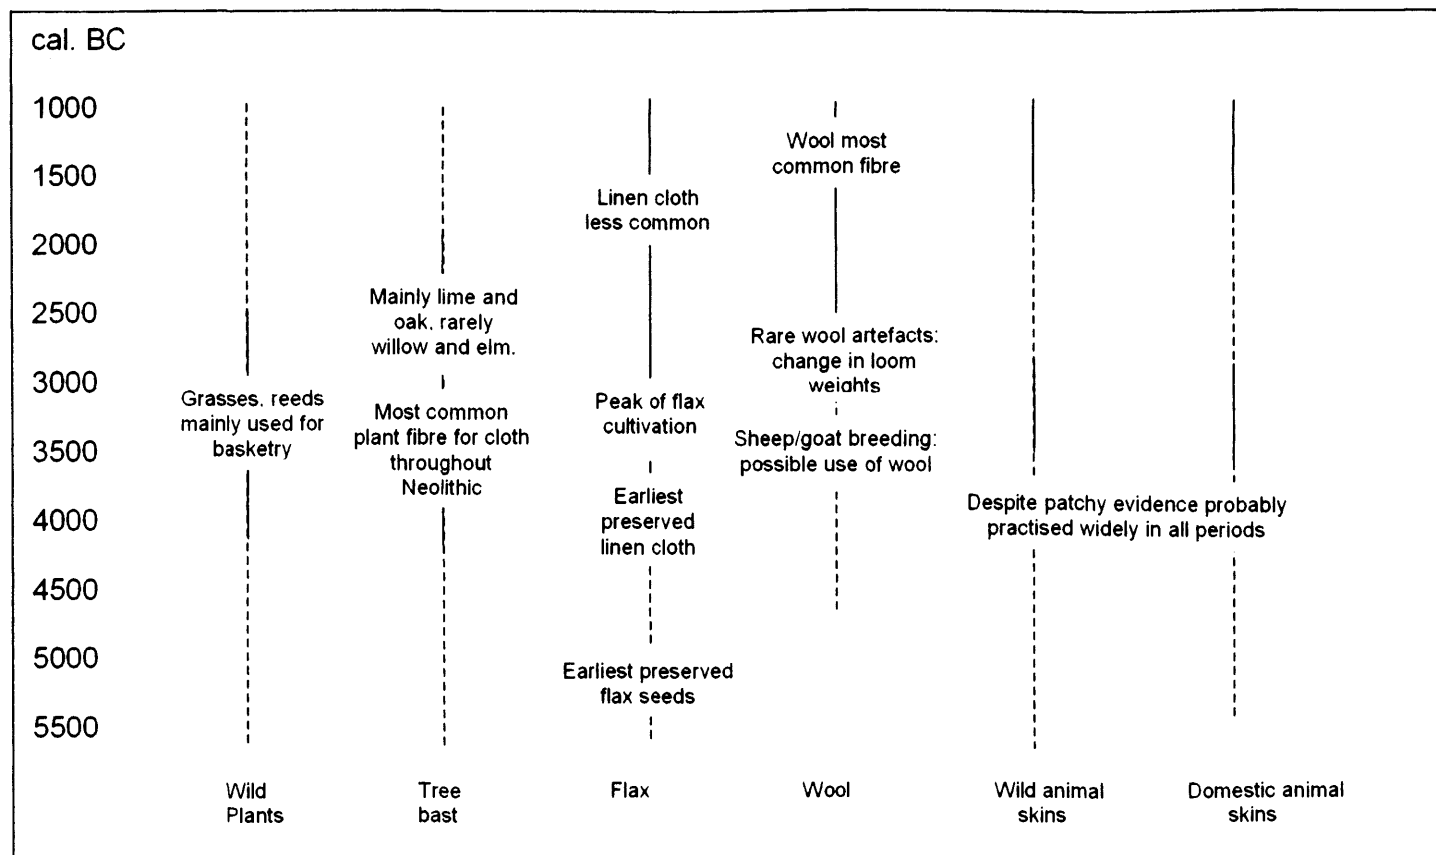 cal. BC
1000
1500
2000
2500
3000
3500
4000
4500
5000
5500
Grasses, reeds
mainly used for
basketry
Mainly lime and
oak, rarely
willow and elm.
Most common
plant fibre for cloth
throughout
Neolithic
Linen cloth
less common
Peak of flax
cultivation
Earliest
preserved
linen cloth
Earliest preserved
flax seeds
Wool most
common fibre
Rare wool artefacts:
change in loom
weights
Sheep/goat breeding:
possible use of wool
Despite patchy evidence probably
practised widely in all periods
Wild
Plants
Tree
bast
Flax
Wool
Wild animal
skins
Domestic animal
skins